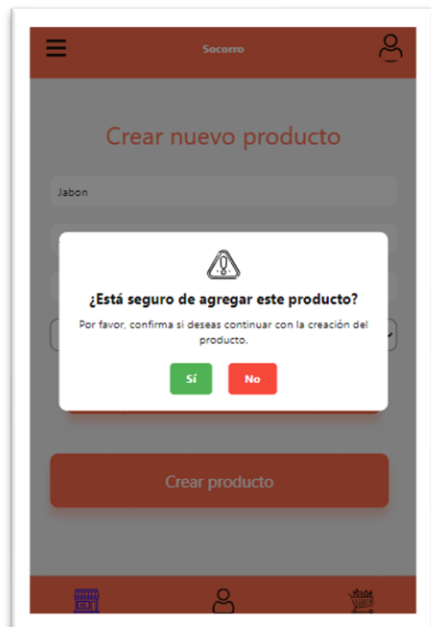 Socorro
Crear nuevo producto
Jabon
¿Está seguro de agregar este producto?
Por favor, confirma si deseas continuar con la creación del
producto.
Sí No
Crear producto